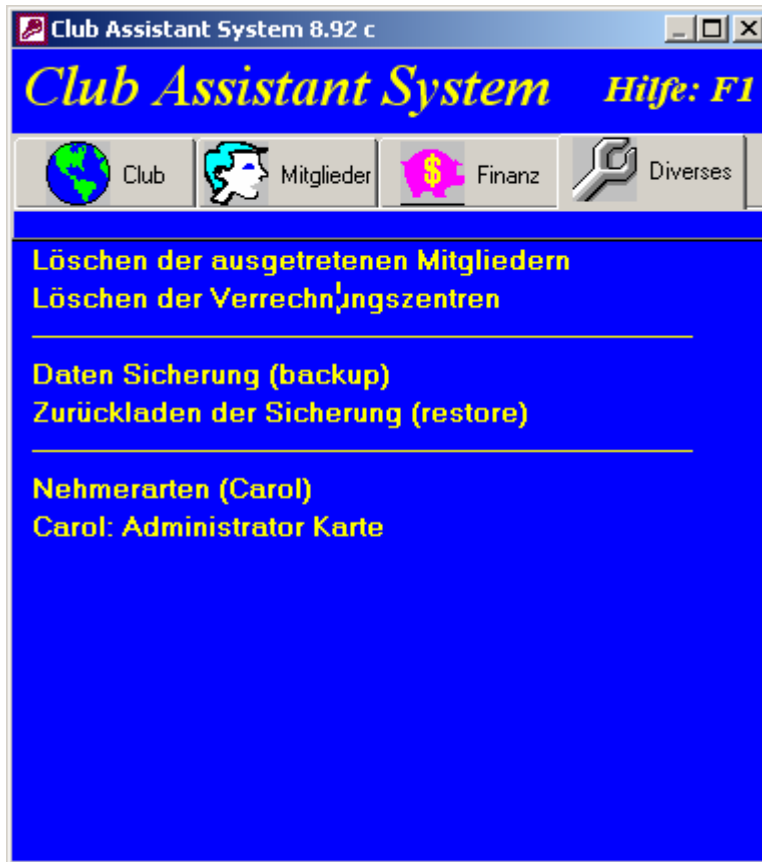 Club Assistant System 8.92 c
Club Assistant System Hilfe: F1
Club Mitglieder Finanz Diverses
Löschen der ausgetretenen Mitgliedern
Löschen der Verrechnungszentren
Daten Sicherung (backup)
Zurückladen der Sicherung (restore)
Nehmerarten (Carol)
Carol: Administrator Karte